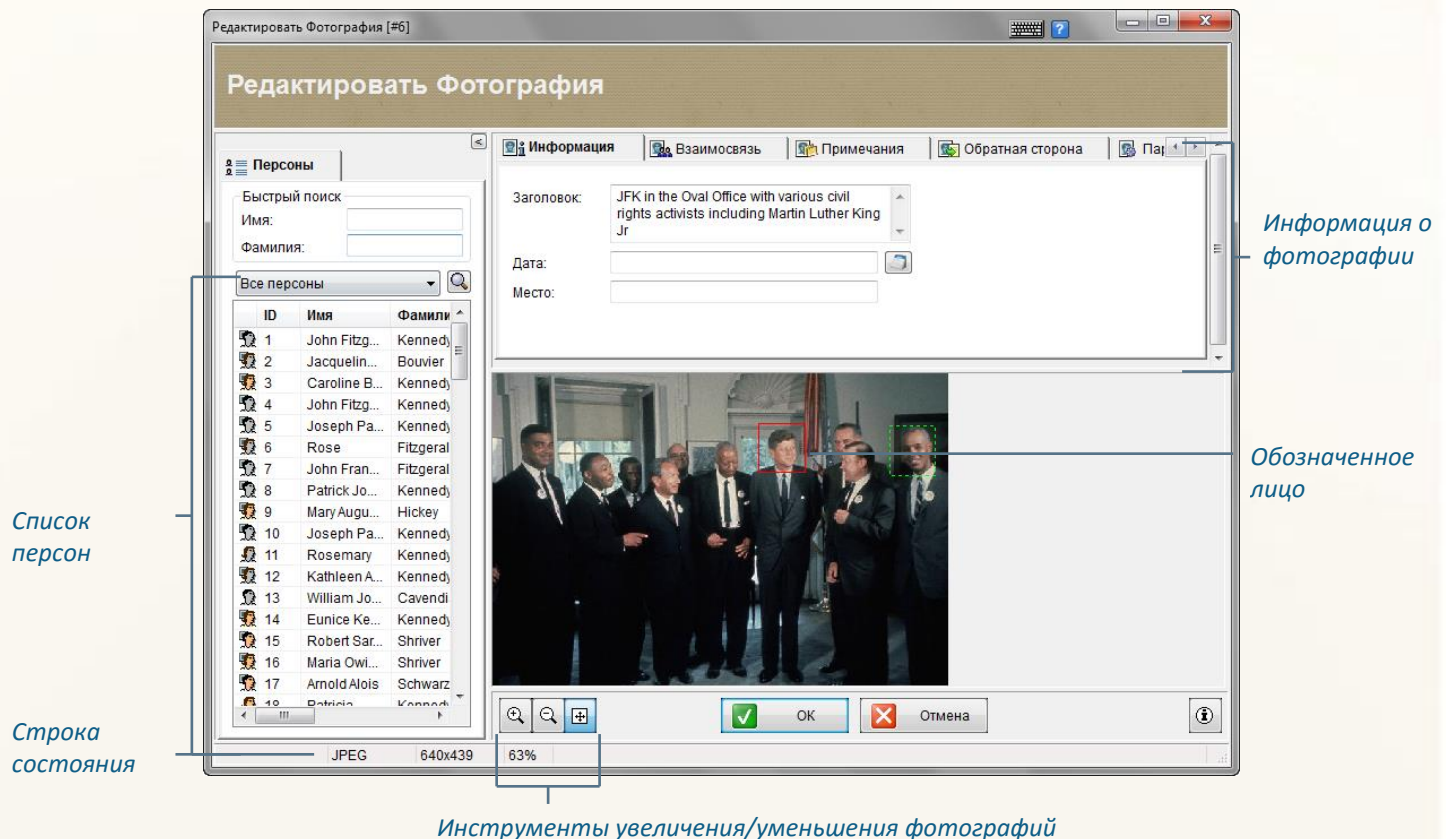 Редактировать Фотография [#6]
Редактировать Фотография
Персоны
Быстрый поиск
Имя:
Фамилия:
Все персоны
ID Имя Фамили
1 John Fitzg... Kennedy
2 Jacquelin... Bouvier
3 Caroline B... Kennedy
4 John Fitzg... Kennedy
5 Joseph Pa... Kennedy
6 Rose Fitzgeral
7 John Fran... Fitzgeral
8 Patrick Jo... Kennedy
9 Mary Augu... Hickey
10 Joseph Pa... Kennedy
11 Rosemary Kennedy
12 Kathleen A... Kennedy
13 William Jo... Cavendi
14 Eunice Ke... Kennedy
15 Robert Sar... Shriver
16 Maria Owi... Shriver
17 Arnold Alois Schwarz
18 Patricia Kennedy
Информация Взаимосвязь Примечания Обратная сторона Пар
Заголовок:
JFK in the Oval Office with various civil
rights activists including Martin Luther King
Jr
Дата:
Место:
OK Отмена
JPEG 640x439 63%
Информация о
фотографии
Обозначенное
лицо
Список
персон
Строка
состояния
Инструменты увеличения/уменьшения фотографий